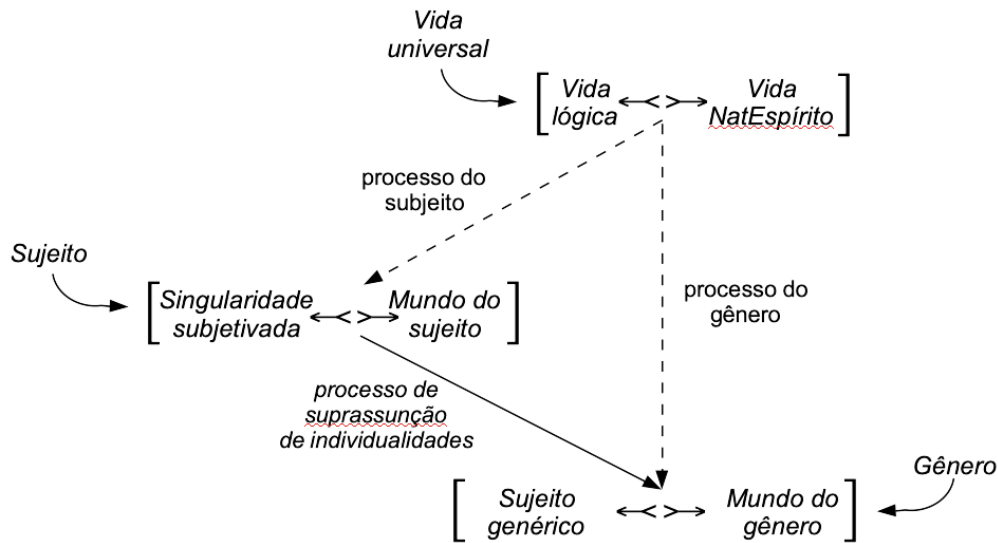 Vida
universal
Vida
lógica
Vida
NatEspírito
processo do
subjeito
Sujeito
Singularidade
subjetivada
Mundo do
sujeito
processo do
gênero
processo de
suprassunção
de individualidades
Gênero
Sujeito
genérico
Mundo do
gênero